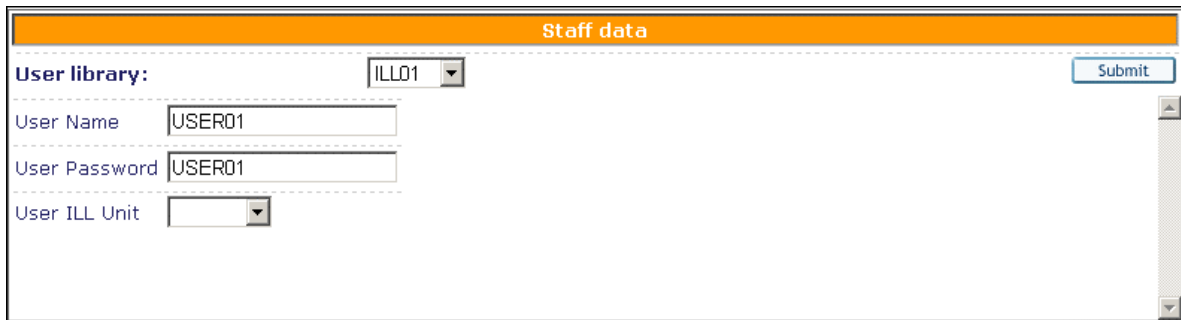 Staff data
User library: ILL01 Submit
User Name USER01
User Password USER01
User ILL Unit